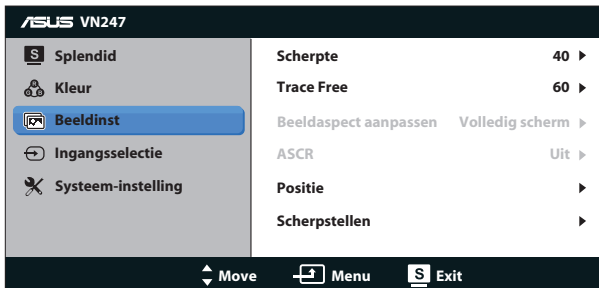 ASUS VN247
S Splendid
Kleur
Beeldinst
Ingangsselectie
Systeem-instelling
Scherpte 40
Trace Free 60
Beeldaspect aanpassen Volledig scherm
ASCR Uit
Positie
Scherpstellen
Move Menu S Exit